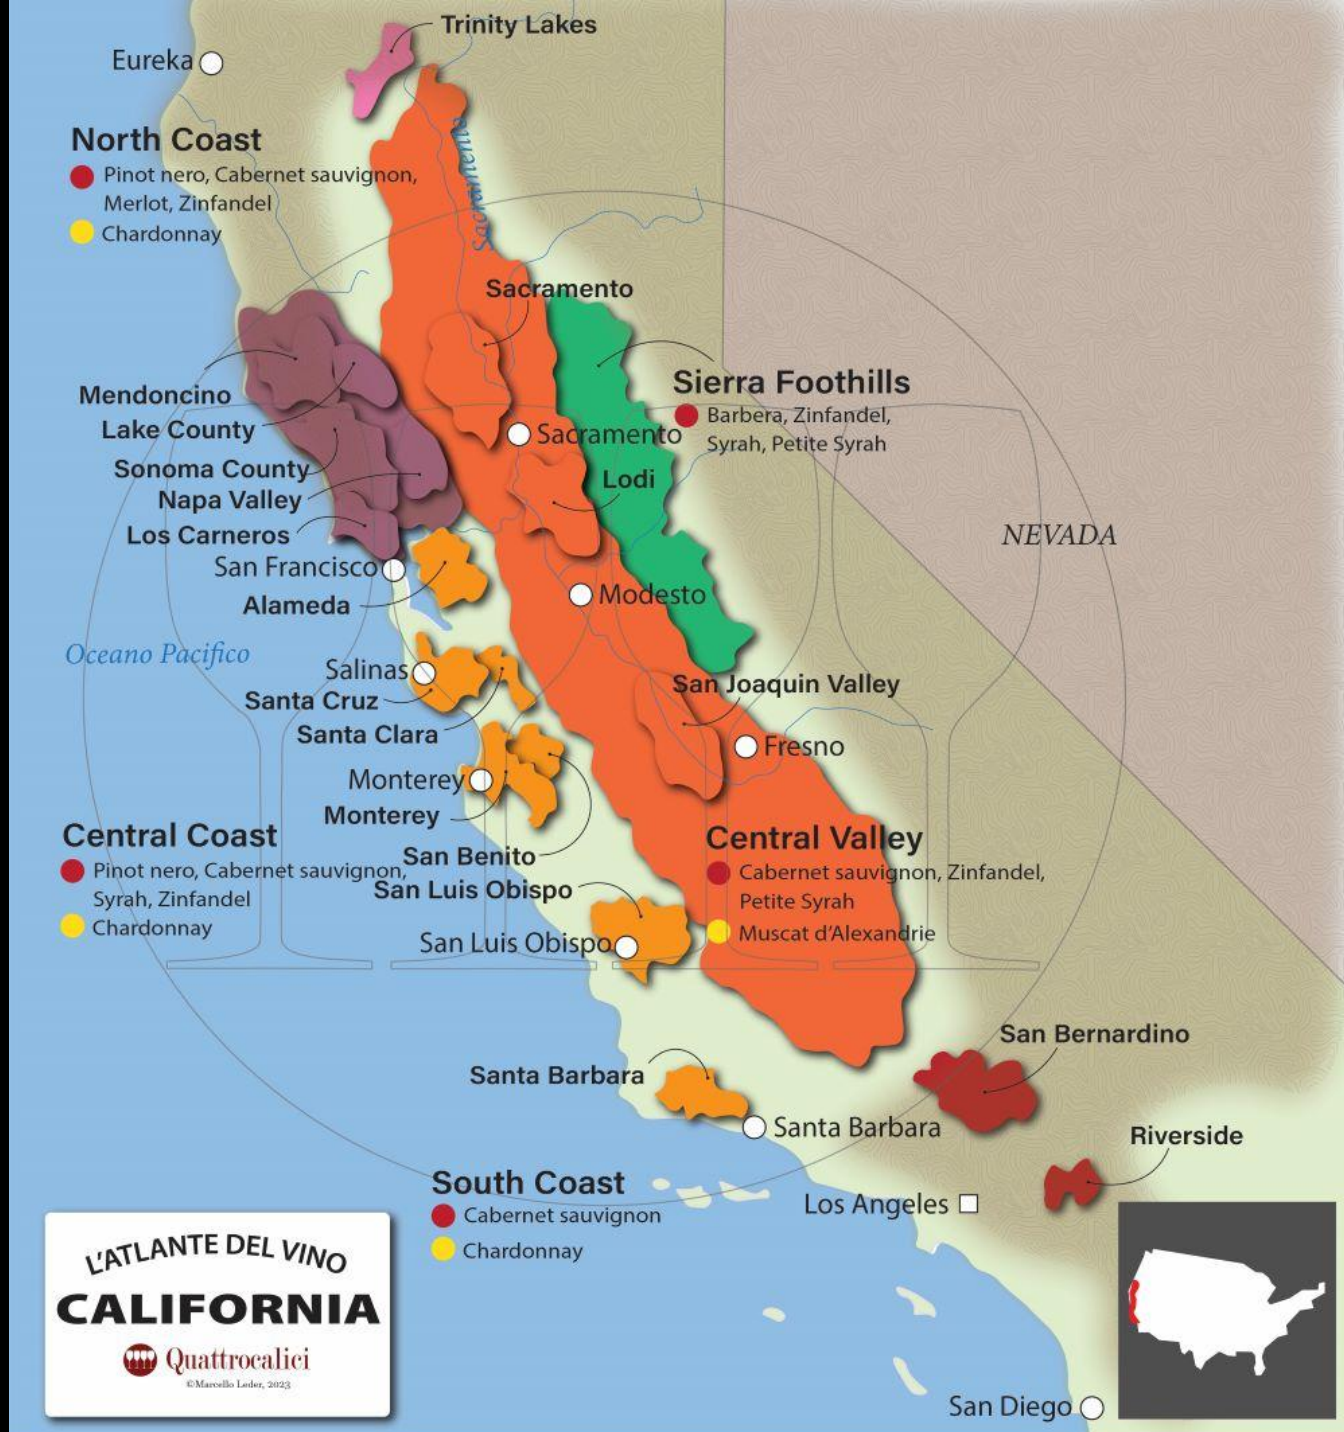 Trinity Lakes
Eureka
North Coast
Pinot nero, Cabernet sauvignon,
Merlot, Zinfandel
Chardonnay
Sacramento
Sacramento
Mendoncino
Lake County
Sonoma County
Napa Valley
Los Carneros
San Francisco
Alameda
Sierra Foothills
Barbera, Zinfandel,
Syrah, Petite Syrah
Sacramento
Lodi
NEVADA
Modesto
Oceano Pacifico
Salinas
Santa Cruz
Santa Clara
San Joaquin Valley
Fresno
Monterey
Monterey
San Benito
Central Coast
Pinot nero, Cabernet sauvignon,
Syrah, Zinfandel
Chardonnay
San Luis Obispo
San Luis Obispo
Central Valley
Cabernet sauvignon, Zinfandel,
Petite Syrah
Muscat d'Alexandrie
San Bernardino
Santa Barbara
Santa Barbara
Riverside
South Coast
Cabernet sauvignon
Chardonnay
Los Angeles
San Diego
L'ATLANTE DEL VINO
CALIFORNIA
Quattrocalici
©Marcello Leder, 2023